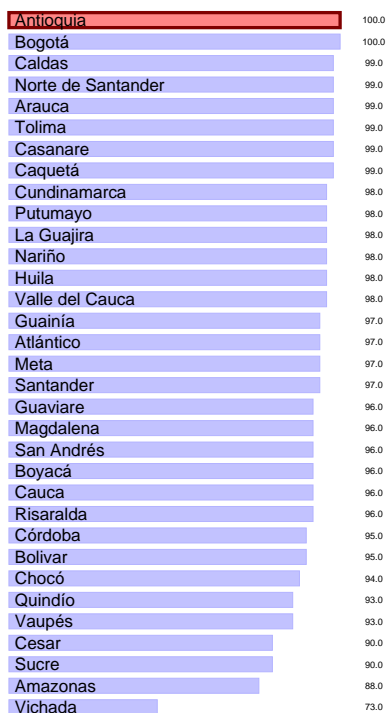 Antioquia 100.0
Bogotá 100.0
Caldas 99.0
Norte de Santander 99.0
Arauca 99.0
Tolima 99.0
Casanare 99.0
Caquetá 99.0
Cundinamarca 98.0
Putumayo 98.0
La Guajira 98.0
Nariño 98.0
Huila 98.0
Valle del Cauca 98.0
Guainía 97.0
Atlántico 97.0
Meta 97.0
Santander 97.0
Guaviare 96.0
Magdalena 96.0
San Andrés 96.0
Boyacá 96.0
Cauca 96.0
Risaralda 96.0
Córdoba 95.0
Bolivar 95.0
Chocó 94.0
Quindío 93.0
Vaupés 93.0
Cesar 90.0
Sucre 90.0
Amazonas 88.0
Vichada 73.0